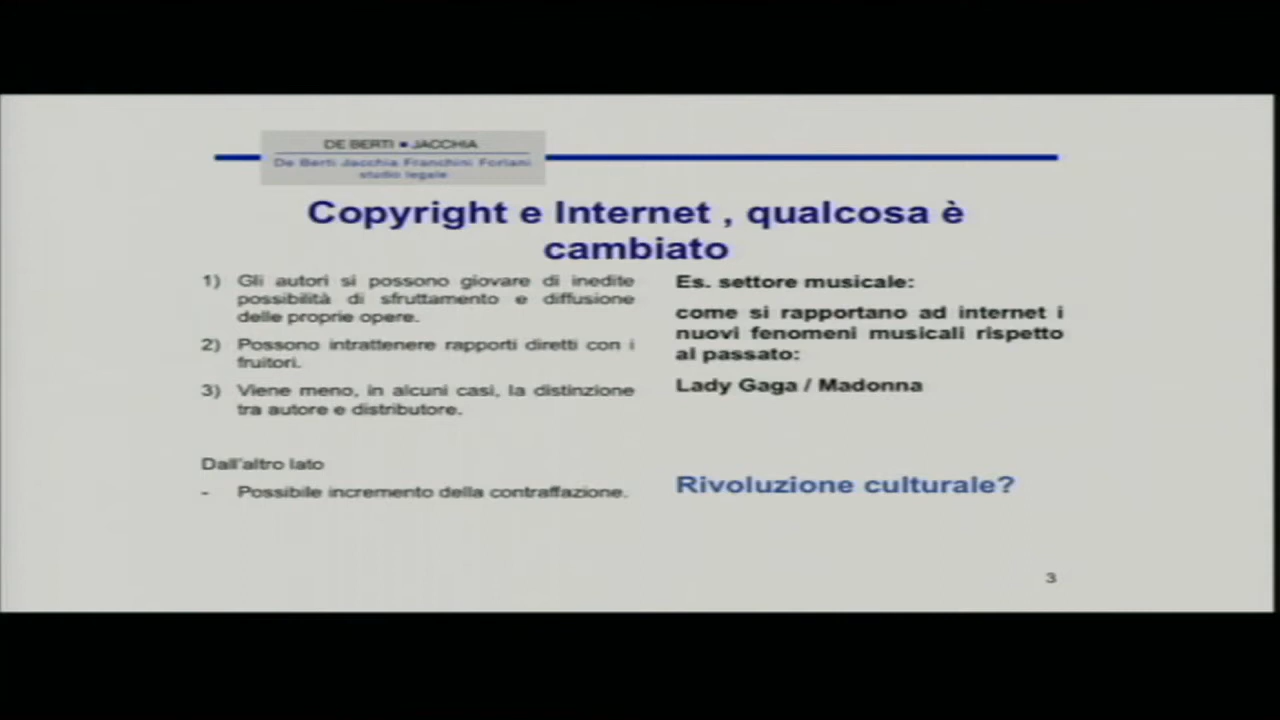 DE BERTI ■ JACCHIA
De Berti Jacchia Franchini Forlani
studio legale
Copyright e Internet , qualcosa è
cambiato
1) Gli autori si possono giovare di inedite
possibilità di sfruttamento e diffusione
delle proprie opere.
2) Possono intrattenere rapporti diretti con i
fruitori.
3) Viene meno, in alcuni casi, la distinzione
tra autore e distributore.
Dall'altro lato
- Possibile incremento della contraffazione.
Es. settore musicale:
come si rapportano ad internet i
nuovi fenomeni musicali rispetto
al passato:
Lady Gaga / Madonna
Rivoluzione culturale?
3